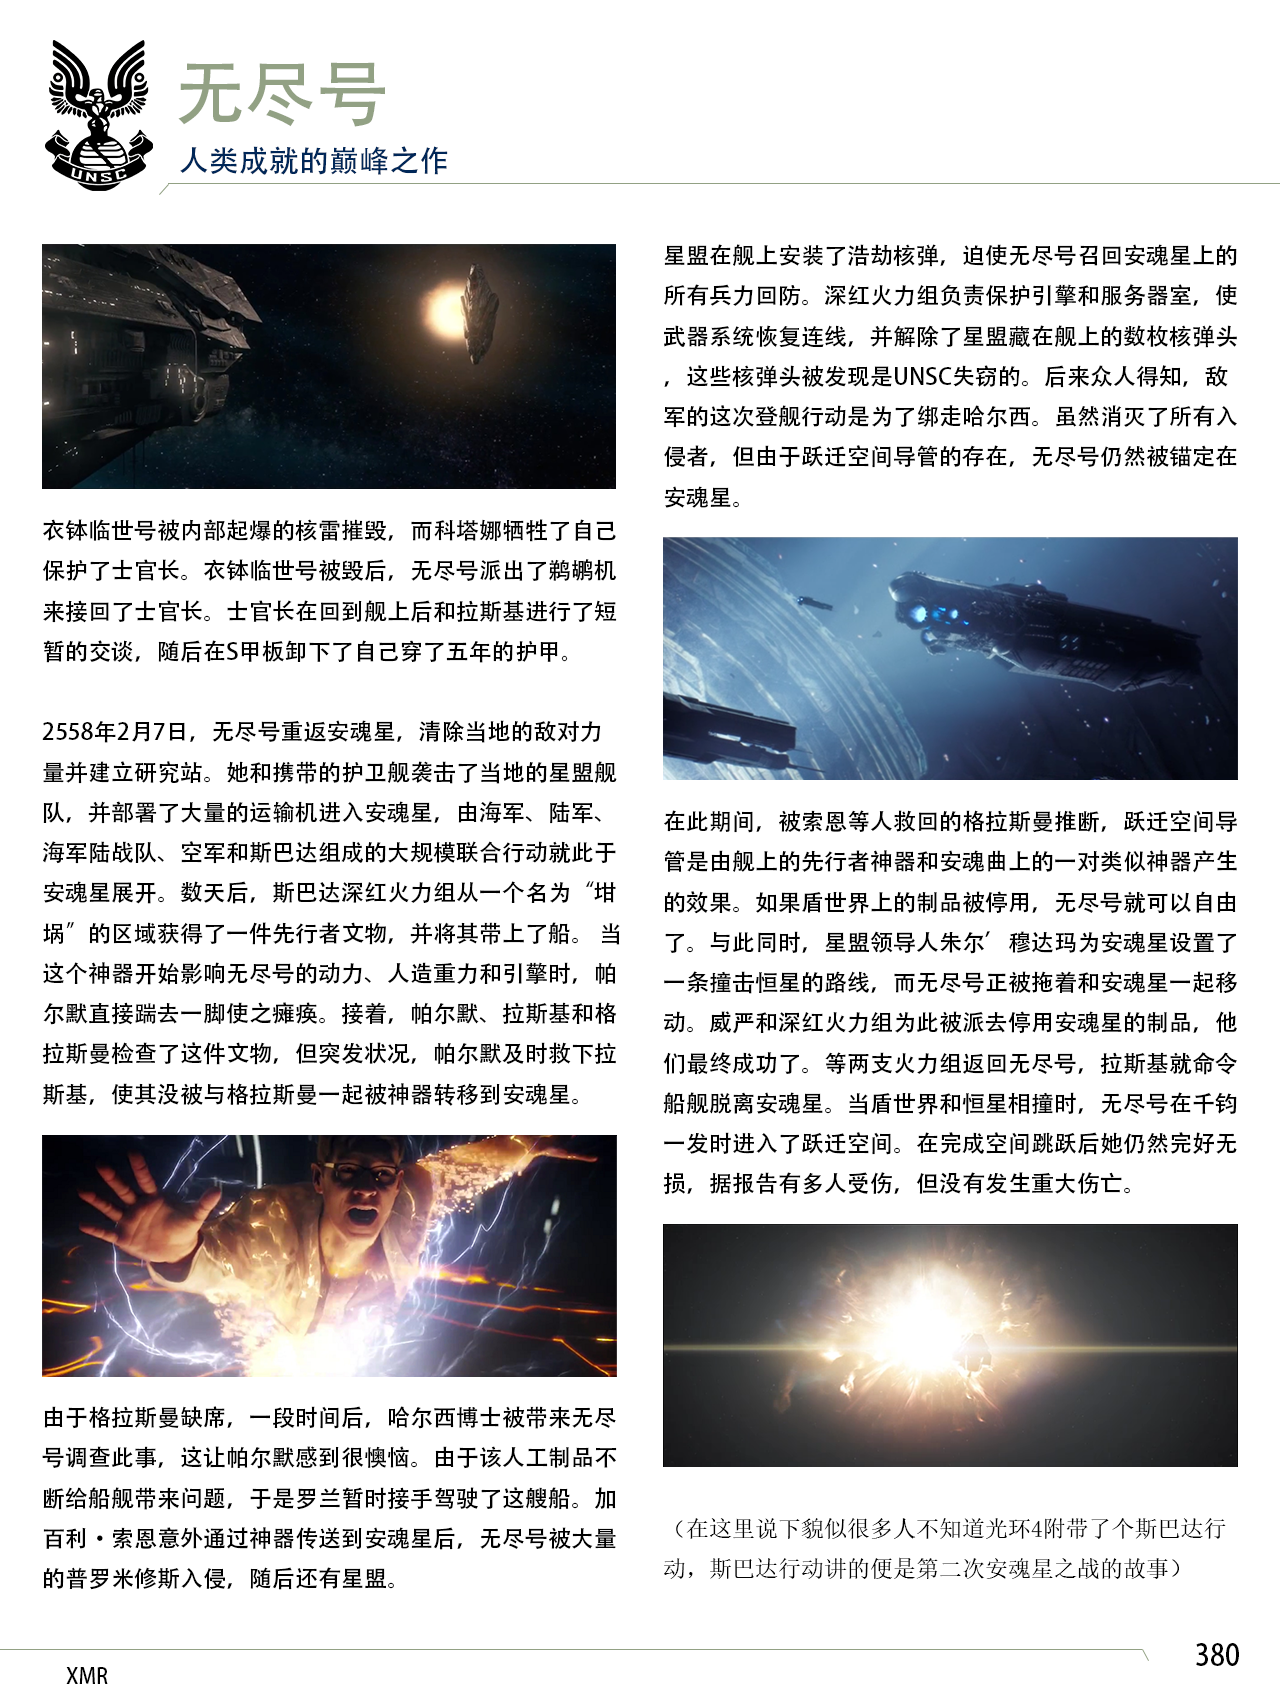 UNSC
无尽号
人类成就的巅峰之作
衣钵临世号被内部起爆的核雷摧毁，而科塔娜牺牲了自己
保护了士官长。衣钵临世号被毁后，无尽号派出了鹈鹕机
来接回了士官长。士官长在回到舰上后和拉斯基进行了短
暂的交谈，随后在S甲板卸下了自己穿了五年的护甲。
2558年2月7日，无尽号重返安魂星，清除当地的敌对力
量并建立研究站。她和携带的护卫舰袭击了当地的星盟舰
队，并部署了大量的运输机进入安魂星，由海军、陆军、
海军陆战队、空军和斯巴达组成的大规模联合行动就此于
安魂星展开。数天后，斯巴达深红火力组从一个名为“坩
埚”的区域获得了一件先行者文物，并将其带上了船。 当
这个神器开始影响无尽号的动力、人造重力和引擎时，帕
尔默直接踹去一脚使之瘫痪。接着，帕尔默、拉斯基和格
拉斯曼检查了这件文物，但突发状况，帕尔默及时救下拉
斯基，使其没被与格拉斯曼一起被神器转移到安魂星。
由于格拉斯曼缺席，一段时间后，哈尔西博士被带来无尽
号调查此事，这让帕尔默感到很懊恼。由于该人工制品不
断给船舰带来问题，于是罗兰暂时接手驾驶了这艘船。加
百利·索恩意外通过神器传送到安魂星后，无尽号被大量
的普罗米修斯入侵，随后还有星盟。
星盟在舰上安装了浩劫核弹，迫使无尽号召回安魂星上的
所有兵力回防。深红火力组负责保护引擎和服务器室，使
武器系统恢复连线，并解除了星盟藏在舰上的数枚核弹头
，这些核弹头被发现是UNSC失窃的。后来众人得知，敌
军的这次登舰行动是为了绑走哈尔西。虽然消灭了所有入
侵者，但由于跃迁空间导管的存在，无尽号仍然被锚定在
安魂星。
在此期间，被索恩等人救回的格拉斯曼推断，跃迁空间导
管是由舰上的先行者神器和安魂曲上的一对类似神器产生
的效果。如果盾世界上的制品被停用，无尽号就可以自由
了。与此同时，星盟领导人朱尔’穆达玛为安魂星设置了
一条撞击恒星的路线，而无尽号正被拖着和安魂星一起移
动。威严和深红火力组为此被派去停用安魂星的制品，他
们最终成功了。等两支火力组返回无尽号，拉斯基就命令
船舰脱离安魂星。当盾世界和恒星相撞时，无尽号在千钧
一发时进入了跃迁空间。在完成空间跳跃后她仍然完好无
损，据报告有多人受伤，但没有发生重大伤亡。
（在这里说下貌似很多人不知道光环4附带了个斯巴达行
动，斯巴达行动讲的便是第二次安魂星之战的故事）
XMR
380